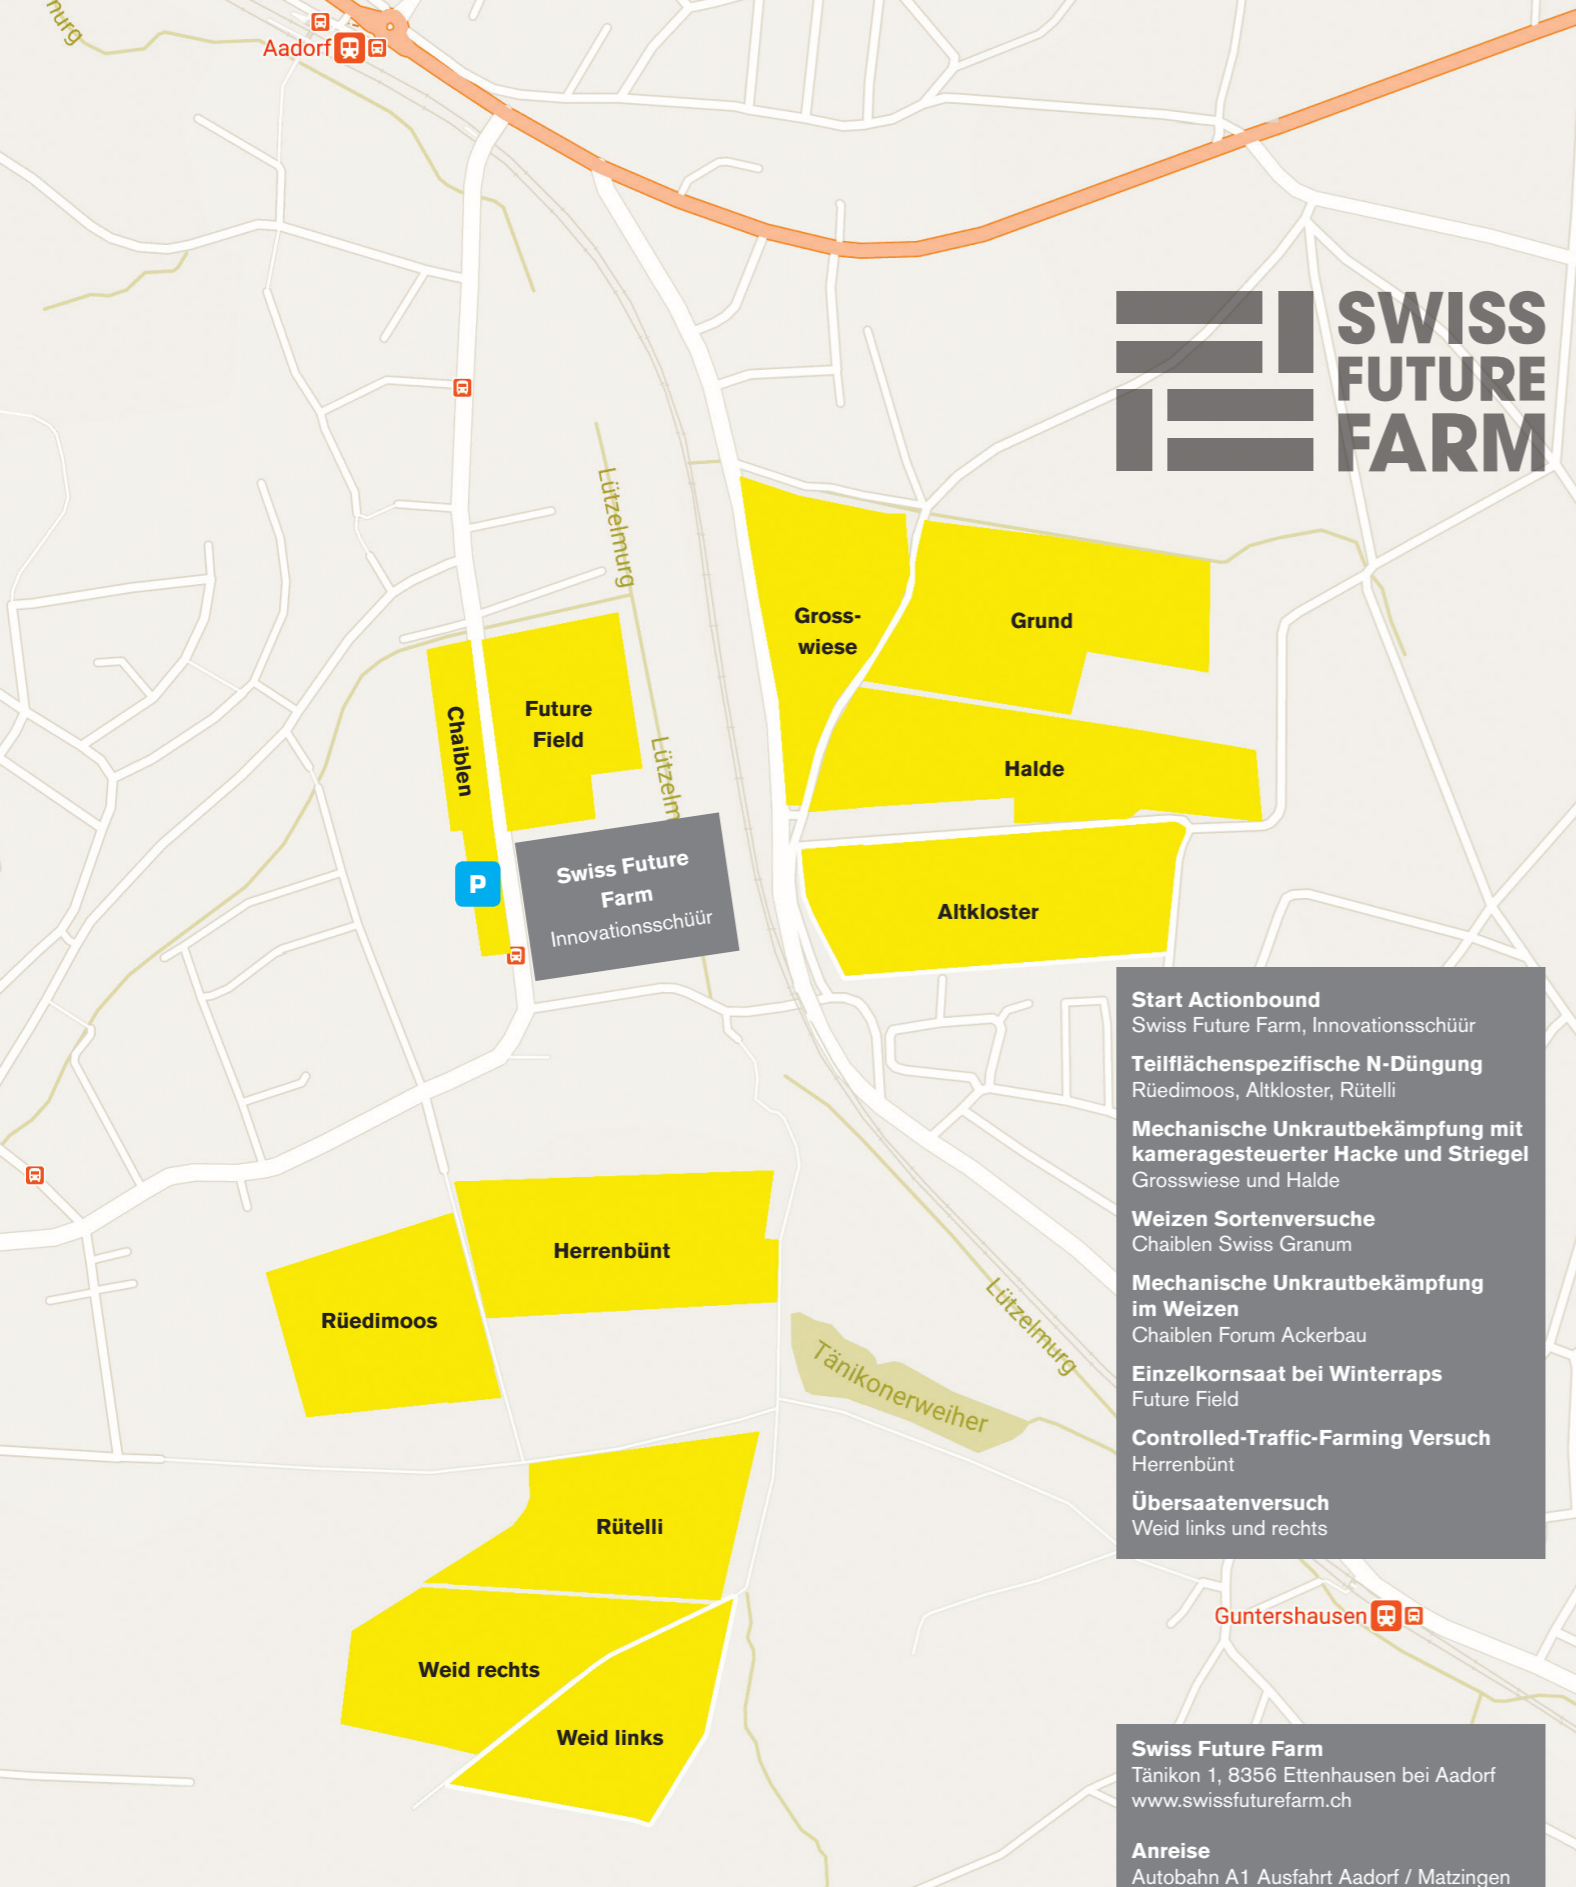 murg
Aadorf
SWISS
FUTURE
FARM
Lützelmurg
Gross-
wiese
Grund
Chaiblen
Future
Field
Lützelm
Halde
P
Swiss Future
Farm
Innovationsschüür
Altkloster
Start Actionbound
Swiss Future Farm, Innovationsschüür
Teilflächenspezifische N-Düngung
Rüedimoos, Altkloster, Rütelli
Mechanische Unkrautbekämpfung mit
kameragesteuerter Hacke und Striegel
Grosswiese und Halde
Weizen Sortenversuche
Chaiblen Swiss Granum
Mechanische Unkrautbekämpfung
im Weizen
Chaiblen Forum Ackerbau
Einzelkornsaat bei Winterraps
Future Field
Controlled-Traffic-Farming Versuch
Herrenbünt
Übersaatenversuch
Weid links und rechts
Herrenbünt
Rüedimoos
Lützelmurg
Tänikonerweiher
Rütelli
Guntershausen
Weid rechts
Weid links
Swiss Future Farm
Tänikon 1, 8356 Ettenhausen bei Aadorf
www.swissfuturefarm.ch
Anreise
Autobahn A1 Ausfahrt Aadorf / Matzingen